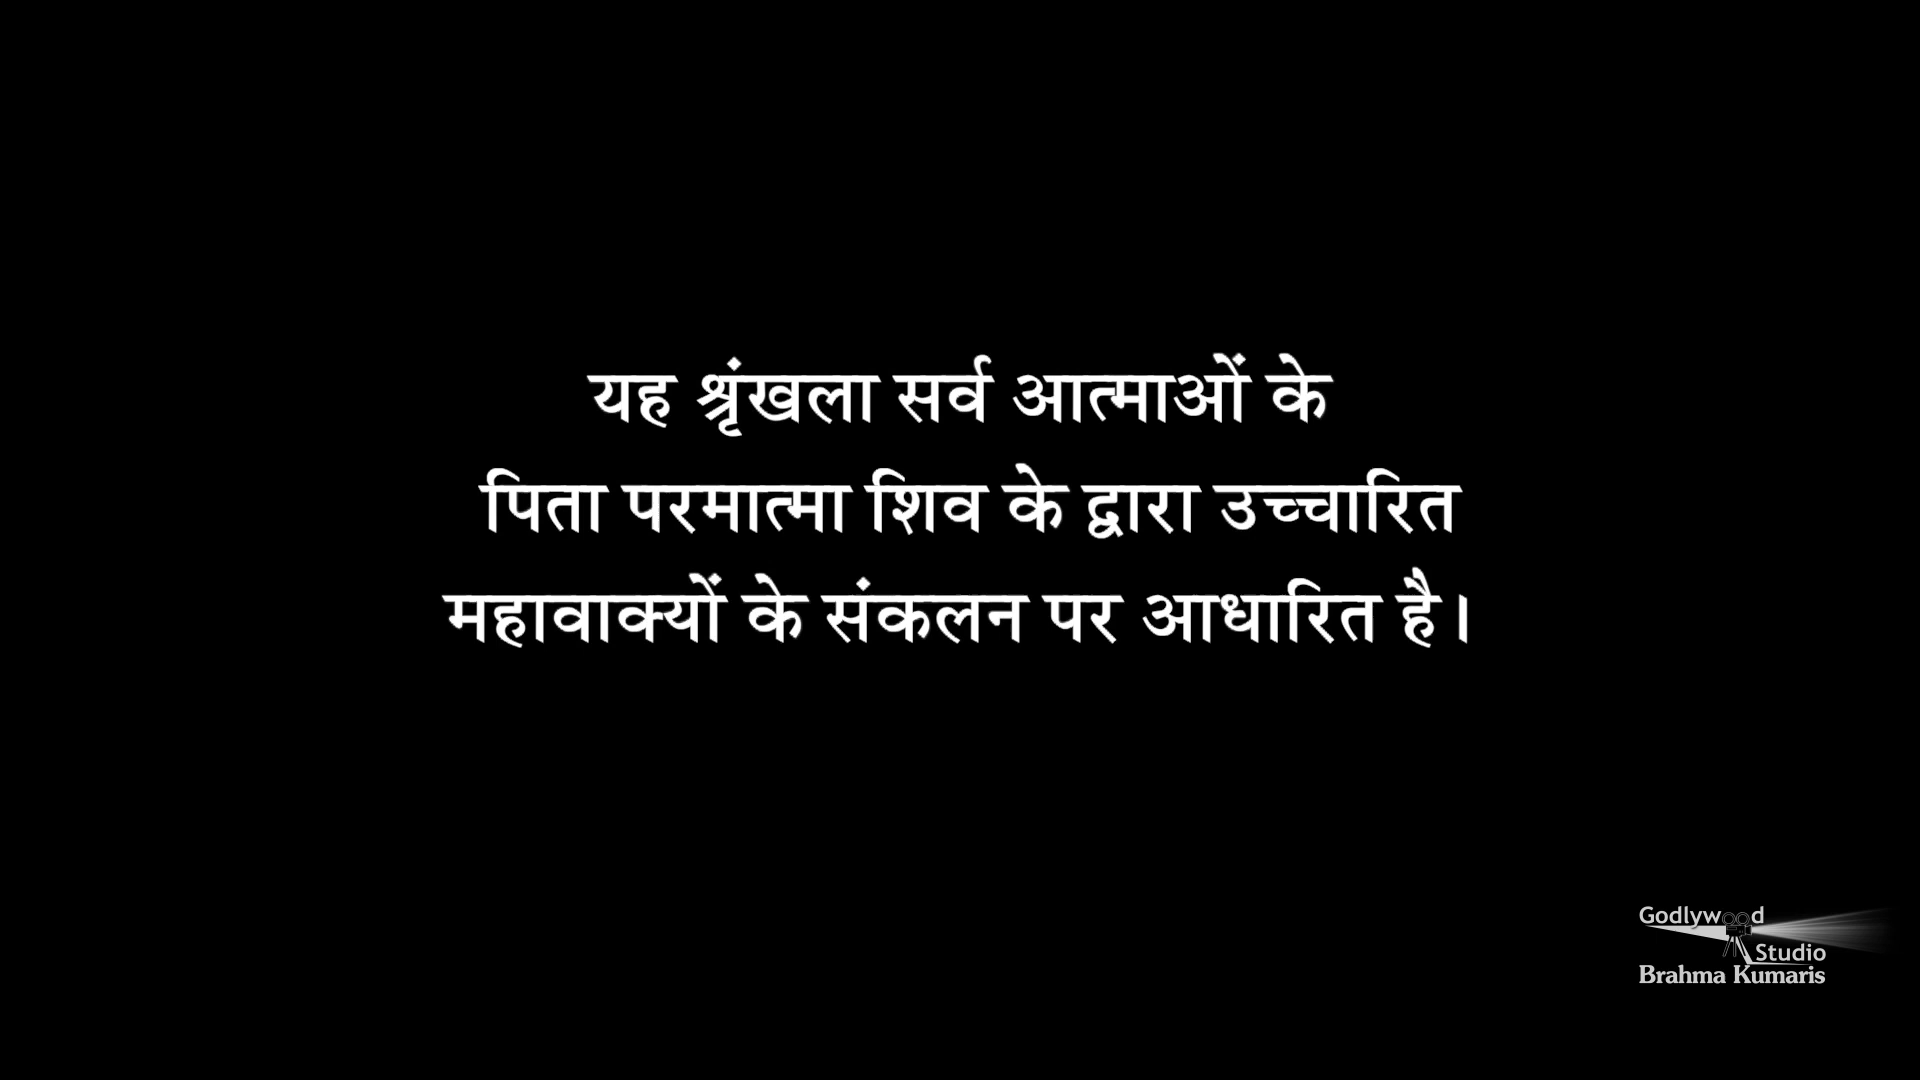 यह श्रृंखला सर्व आत्माओं के
पिता परमात्मा शिव के द्वारा उच्चारित
महावाक्यों के संकलन पर आधारित है।
Godlywood
Studio
Brahma Kumaris